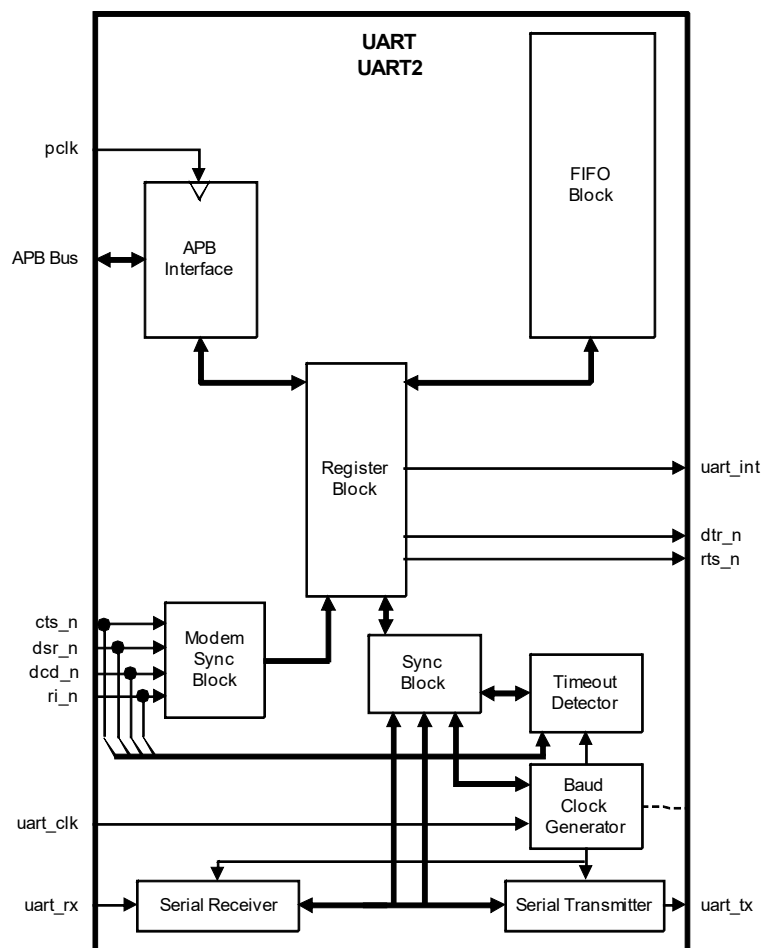 UART
UART2
pclk
FIFO
Block
APB Bus
APB
Interface
Register
Block
uart_int
dtr_n
rts_n
cts_n
dsr_n
dcd_n
ri_n
Modem
Sync
Block
Sync
Block
Timeout
Detector
Baud
Clock
Generator
uart_clk
uart_rx
Serial Receiver
Serial Transmitter
uart_tx